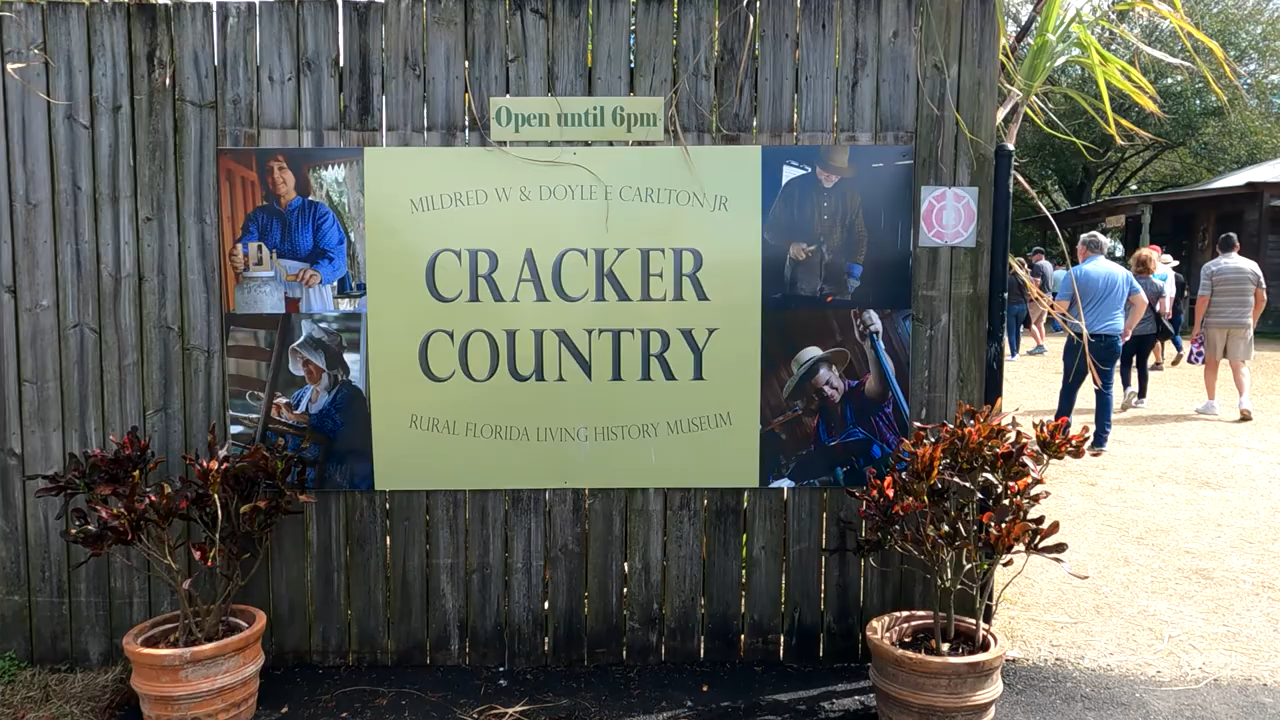 Open until 6pm
MILDRED W & DOYLE E CARLTON JR
CRACKER
COUNTRY
RURAL FLORIDA LIVING HISTORY MUSEUM